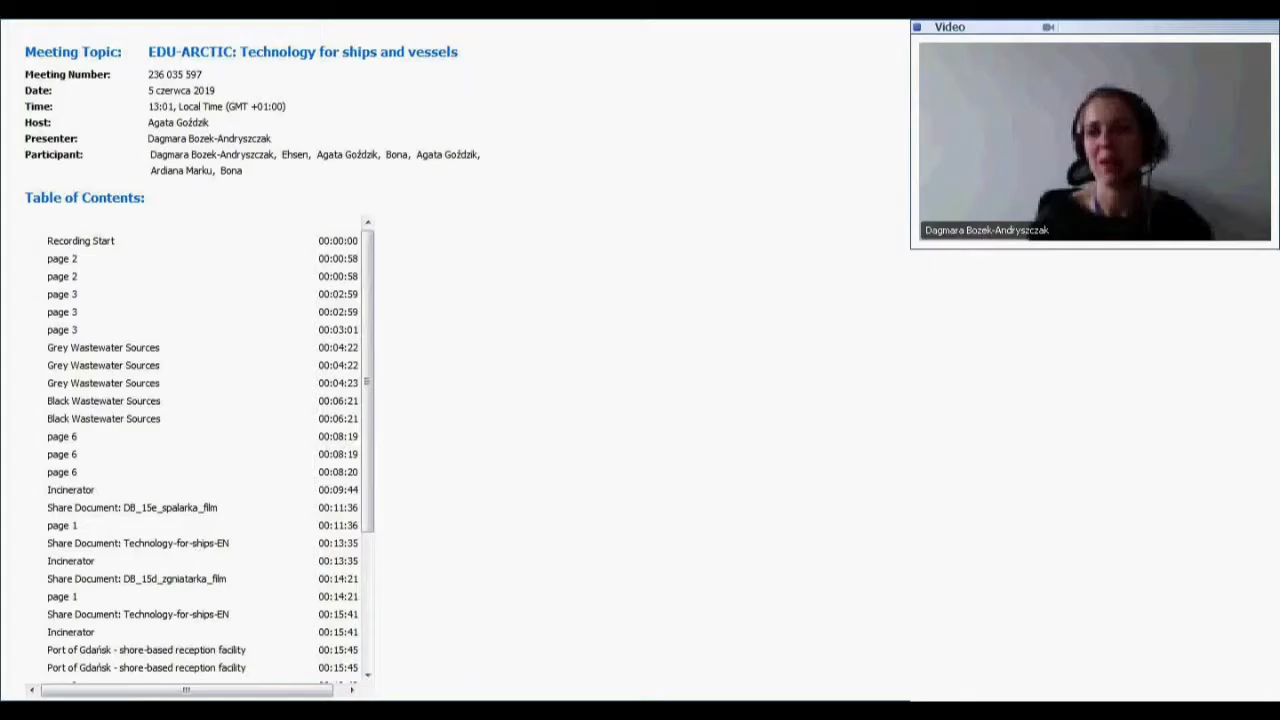 Meeting Topic: EDU-ARCTIC: Technology for ships and vessels
Meeting Number: 236 035 597
Date: 5 czerwca 2019
Time: 13:01, Local Time (GMT +01:00)
Host: Agata Goździk
Presenter: Dagmara Bozek-Andryszczak
Participant: Dagmara Bozek-Andryszczak, Ehsen, Agata Goździk, Bona, Agata Goździk,
Ardiana Marku, Bona
Table of Contents:
Recording Start 00:00:00
page 2 00:00:58
page 2 00:00:58
page 3 00:02:59
page 3 00:02:59
page 3 00:03:01
Grey Wastewater Sources 00:04:22
Grey Wastewater Sources 00:04:22
Grey Wastewater Sources 00:04:23
Black Wastewater Sources 00:06:21
Black Wastewater Sources 00:06:21
page 6 00:08:19
page 6 00:08:19
page 6 00:08:20
Incinerator 00:09:44
Share Document: DB_15e_spalarka_film 00:11:36
page 1 00:11:36
Share Document: Technology-for-ships-EN 00:13:35
Incinerator 00:13:35
Share Document: DB_15d_zgniatarka_film 00:14:21
page 1 00:14:21
Share Document: Technology-for-ships-EN 00:15:41
Incinerator 00:15:41
Port of Gdańsk - shore-based reception facility 00:15:45
Port of Gdańsk - shore-based reception facility 00:15:45
Video
Dagmara Bozek-Andryszczak